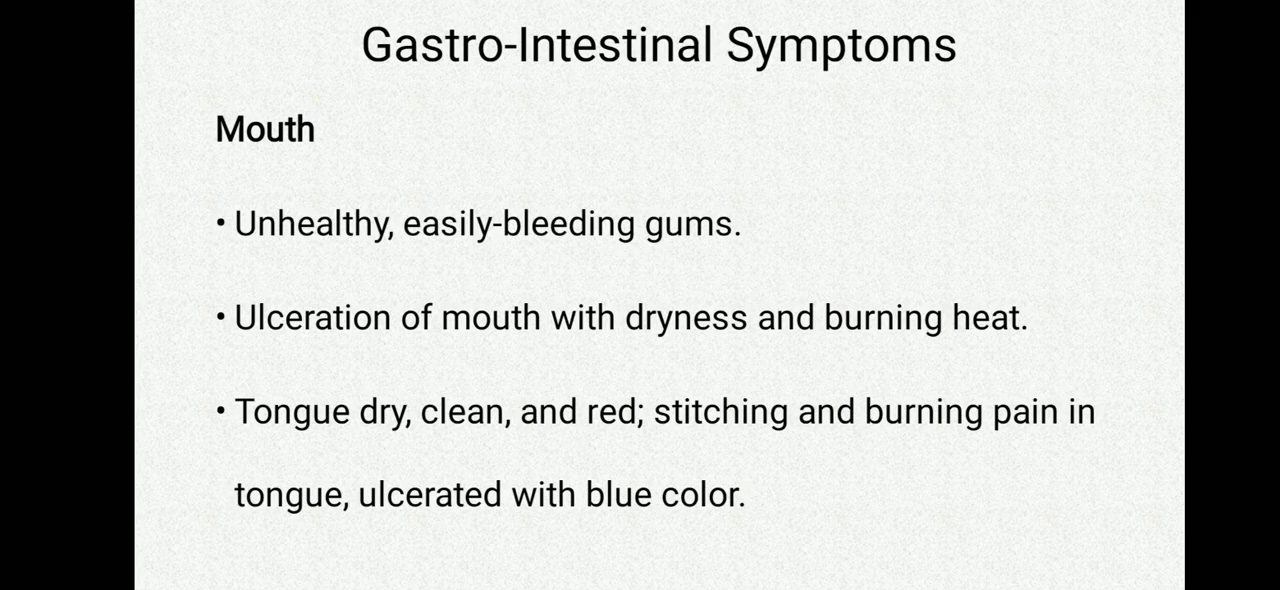 Gastro-Intestinal Symptoms
Mouth
• Unhealthy, easily-bleeding gums.
• Ulceration of mouth with dryness and burning heat.
• Tongue dry, clean, and red; stitching and burning pain in
tongue, ulcerated with blue color.